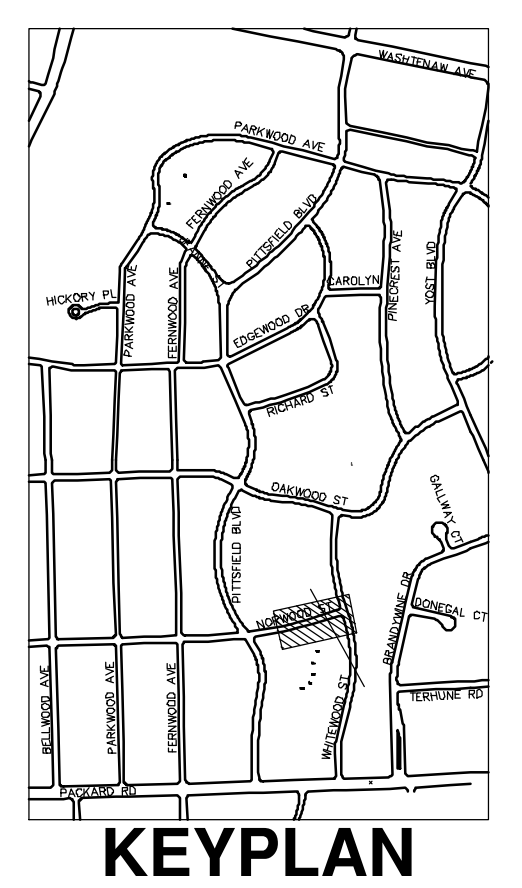 WASHTENAW AVE
PARKWOOD AVE
FERNWOOD AVE
PITTSFIELD BLVD
PINECREST AVE
YOST BLVD
CAROLYN
HICKORY PL
PARKWOOD AVE
FERNWOOD AVE
EDGEWOOD DR
RICHARD ST
OAKWOOD ST
GALLWAY CT
PITTSFIELD BLVD
BRANDYWINE DR
DONEGAL CT
NORWOOD ST
BELLWOOD AVE
PARKWOOD AVE
FERNWOOD AVE
WHITEWOOD ST
TERHUNE RD
PACKARD RD
KEYPLAN